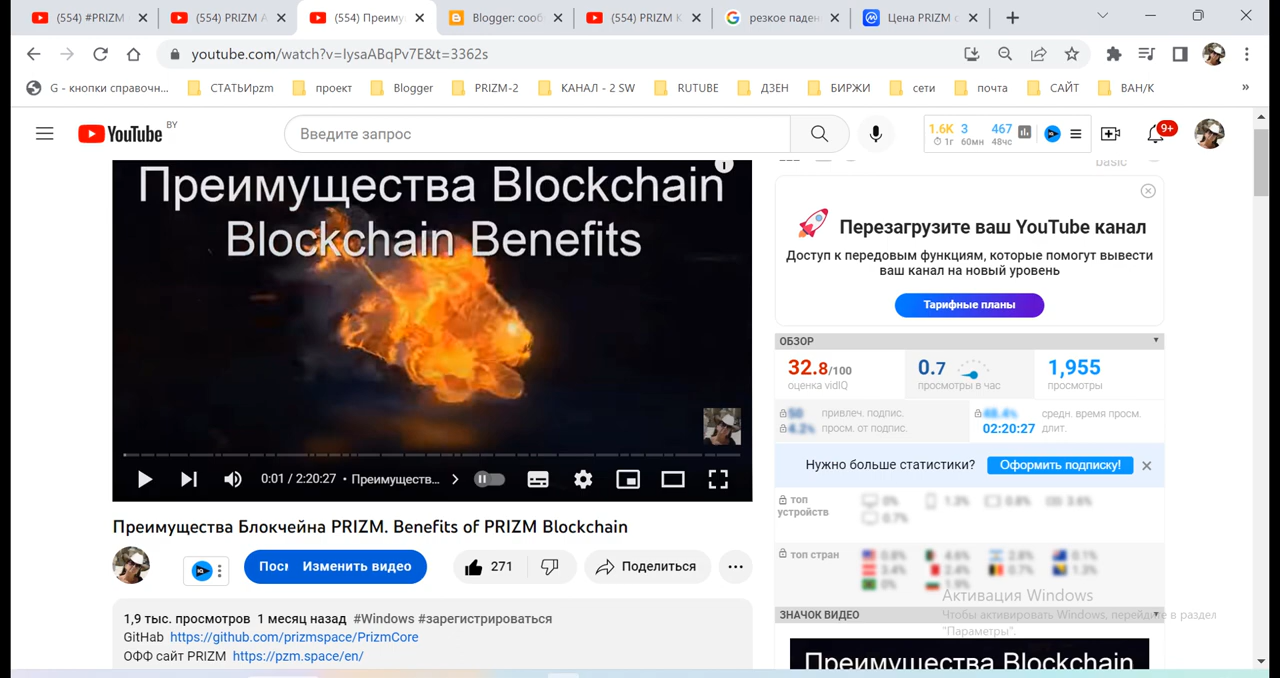 (554) #PRIZM
(554) PRIZM A
(554) Преиму
Blogger: сооб
(554) PRIZM K
резкое паден
Цена PRIZM с
youtube.com/watch?v=IysaABqPv7E&t=3362s
G - кнопки справочн...
СТАТЬИpzm
проект
Blogger
PRIZM-2
КАНАЛ - 2 SW
RUTUBE
ДЗЕН
БИРЖИ
сети
почта
САЙТ
ВАН/К
»
YouTube BY
Введите запрос
1.6K 3 467
1г 60мн 48чс
9+
basic
Преимущества Blockchain
Blockchain Benefits
0:01 / 2:20:27 • Преимуществ...
Преимущества Блокчейна PRIZM. Benefits of PRIZM Blockchain
Изменить видео
271
Поделиться
1,9 тыс. просмотров 1 месяц назад #Windows #зарегистрироваться
GitHab https://github.com/prizmspace/PrizmCore
ОФФ сайт PRIZM https://pzm.space/en/
Перезагрузите ваш YouTube канал
Доступ к передовым функциям, которые помогут вывести
ваш канал на новый уровень
Тарифные планы
ОБЗОР
32.8/100
оценка vidIQ
0.7
просмотры в час
1,955
просмотры
привлеч. подпис.
просм. от подпис.
средн. время просм.
02:20:27 длит.
Нужно больше статистики?
Оформить подписку!
топ
устройств
топ стран
Активация Windows
Чтобы активировать Windows, перейдите в раздел
"Параметры".
ЗНАЧОК ВИДЕО
Преимущества Blockchain